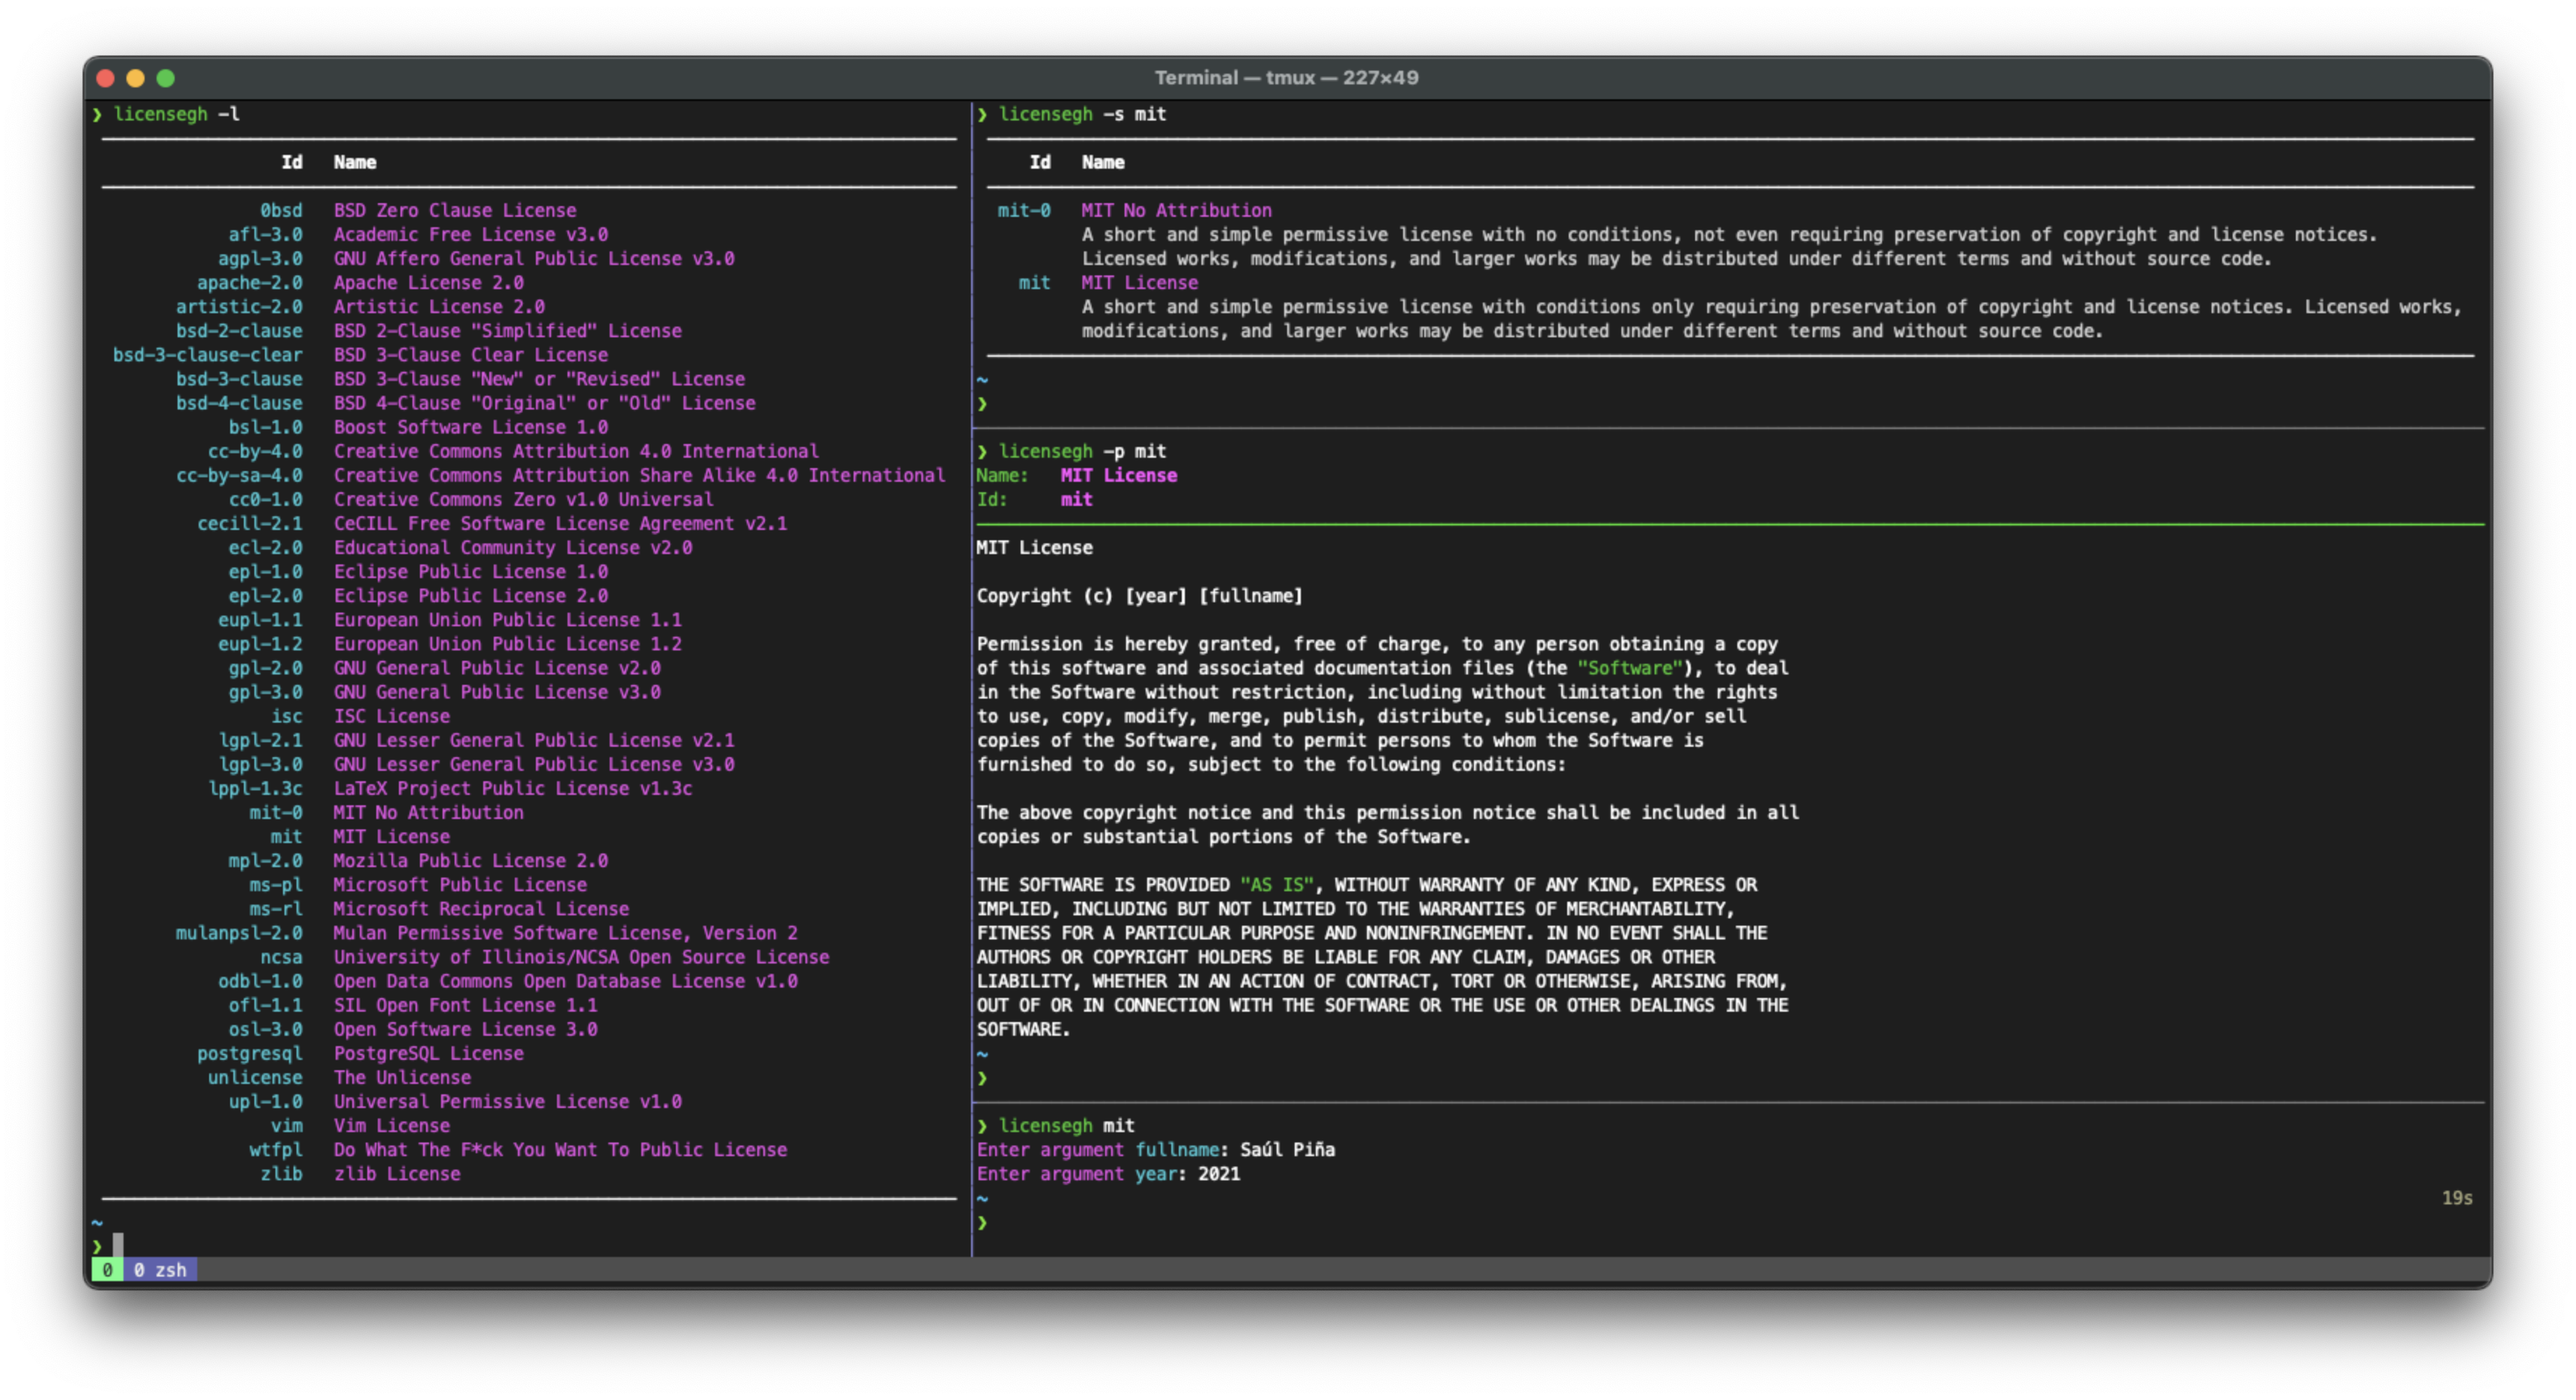 Terminal — tmux — 227×49
❯ licensegh -l
Id Name
0bsd BSD Zero Clause License
afl-3.0 Academic Free License v3.0
agpl-3.0 GNU Affero General Public License v3.0
apache-2.0 Apache License 2.0
artistic-2.0 Artistic License 2.0
bsd-2-clause BSD 2-Clause "Simplified" License
bsd-3-clause-clear BSD 3-Clause Clear License
bsd-3-clause BSD 3-Clause "New" or "Revised" License
bsd-4-clause BSD 4-Clause "Original" or "Old" License
bsl-1.0 Boost Software License 1.0
cc-by-4.0 Creative Commons Attribution 4.0 International
cc-by-sa-4.0 Creative Commons Attribution Share Alike 4.0 International
cc0-1.0 Creative Commons Zero v1.0 Universal
cecill-2.1 CeCILL Free Software License Agreement v2.1
ecl-2.0 Educational Community License v2.0
epl-1.0 Eclipse Public License 1.0
epl-2.0 Eclipse Public License 2.0
eupl-1.1 European Union Public License 1.1
eupl-1.2 European Union Public License 1.2
gpl-2.0 GNU General Public License v2.0
gpl-3.0 GNU General Public License v3.0
isc ISC License
lgpl-2.1 GNU Lesser General Public License v2.1
lgpl-3.0 GNU Lesser General Public License v3.0
lppl-1.3c LaTeX Project Public License v1.3c
mit-0 MIT No Attribution
mit MIT License
mpl-2.0 Mozilla Public License 2.0
ms-pl Microsoft Public License
ms-rl Microsoft Reciprocal License
mulanpsl-2.0 Mulan Permissive Software License, Version 2
ncsa University of Illinois/NCSA Open Source License
odbl-1.0 Open Data Commons Open Database License v1.0
ofl-1.1 SIL Open Font License 1.1
osl-3.0 Open Software License 3.0
postgresql PostgreSQL License
unlicense The Unlicense
upl-1.0 Universal Permissive License v1.0
vim Vim License
wtfpl Do What The F*ck You Want To Public License
zlib zlib License
~
❯
❯ licensegh -s mit
Id Name
mit-0 MIT No Attribution
A short and simple permissive license with no conditions, not even requiring preservation of copyright and license notices.
Licensed works, modifications, and larger works may be distributed under different terms and without source code.
mit MIT License
A short and simple permissive license with conditions only requiring preservation of copyright and license notices. Licensed works,
modifications, and larger works may be distributed under different terms and without source code.
~
❯
❯ licensegh -p mit
Name: MIT License
Id: mit
MIT License
Copyright (c) [year] [fullname]
Permission is hereby granted, free of charge, to any person obtaining a copy
of this software and associated documentation files (the "Software"), to deal
in the Software without restriction, including without limitation the rights
to use, copy, modify, merge, publish, distribute, sublicense, and/or sell
copies of the Software, and to permit persons to whom the Software is
furnished to do so, subject to the following conditions:
The above copyright notice and this permission notice shall be included in all
copies or substantial portions of the Software.
THE SOFTWARE IS PROVIDED "AS IS", WITHOUT WARRANTY OF ANY KIND, EXPRESS OR
IMPLIED, INCLUDING BUT NOT LIMITED TO THE WARRANTIES OF MERCHANTABILITY,
FITNESS FOR A PARTICULAR PURPOSE AND NONINFRINGEMENT. IN NO EVENT SHALL THE
AUTHORS OR COPYRIGHT HOLDERS BE LIABLE FOR ANY CLAIM, DAMAGES OR OTHER
LIABILITY, WHETHER IN AN ACTION OF CONTRACT, TORT OR OTHERWISE, ARISING FROM,
OUT OF OR IN CONNECTION WITH THE SOFTWARE OR THE USE OR OTHER DEALINGS IN THE
SOFTWARE.
~
❯
❯ licensegh mit
Enter argument fullname: Saúl Piña
Enter argument year: 2021
~ 19s
❯
0 0 zsh